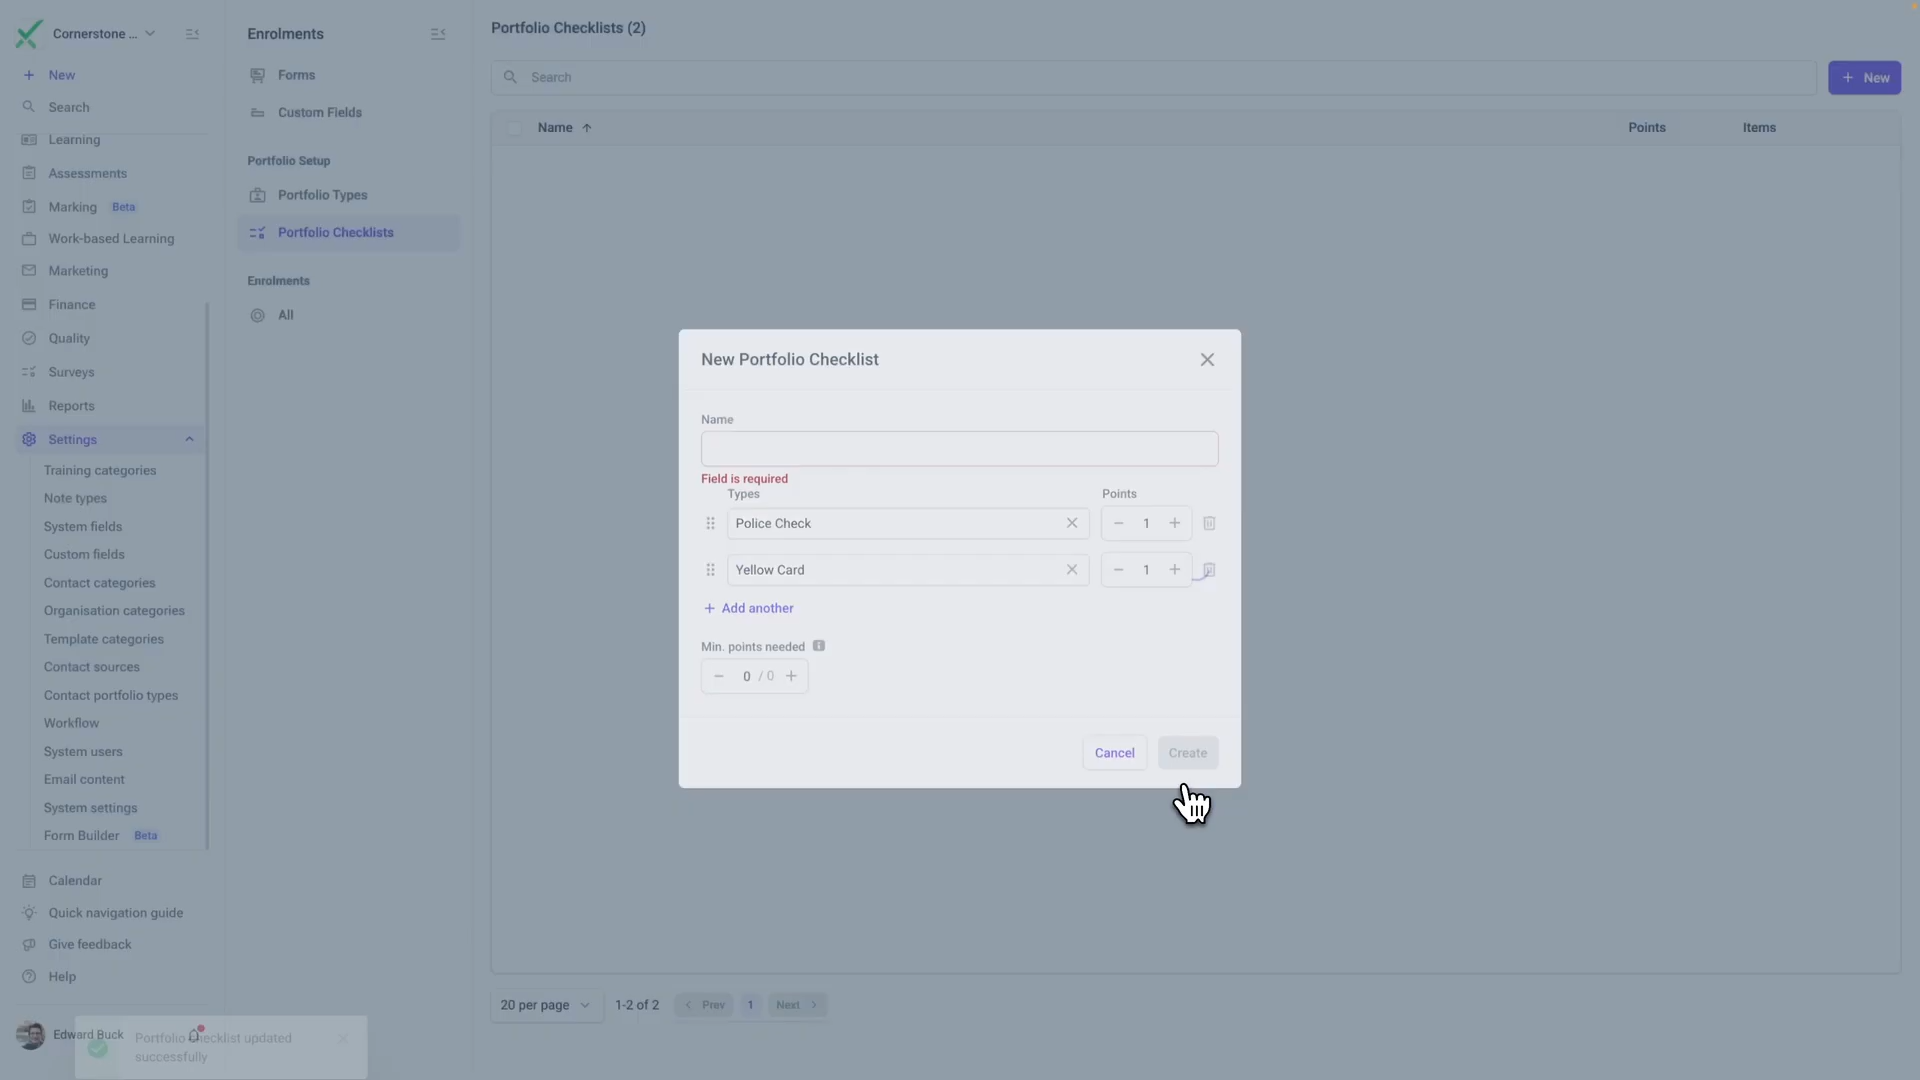 Cornerstone ...
New
Search
Learning
Assessments
Marking Beta
Work-based Learning
Marketing
Finance
Quality
Surveys
Reports
Settings
Training categories
Note types
System fields
Custom fields
Contact categories
Organisation categories
Template categories
Contact sources
Contact portfolio types
Workflow
System users
Email content
System settings
Form Builder Beta
Calendar
Quick navigation guide
Give feedback
Help
Edward Buck
Portfolio checklist updated
successfully
Enrolments
Forms
Custom Fields
Portfolio Setup
Portfolio Types
Portfolio Checklists
Enrolments
All
Portfolio Checklists (2)
Search
New
Name
Points
Items
New Portfolio Checklist
Name
Field is required
Types
Points
Police Check
1
Yellow Card
1
Add another
Min. points needed
0 / 0
Cancel
Create
20 per page
1-2 of 2
Prev
1
Next